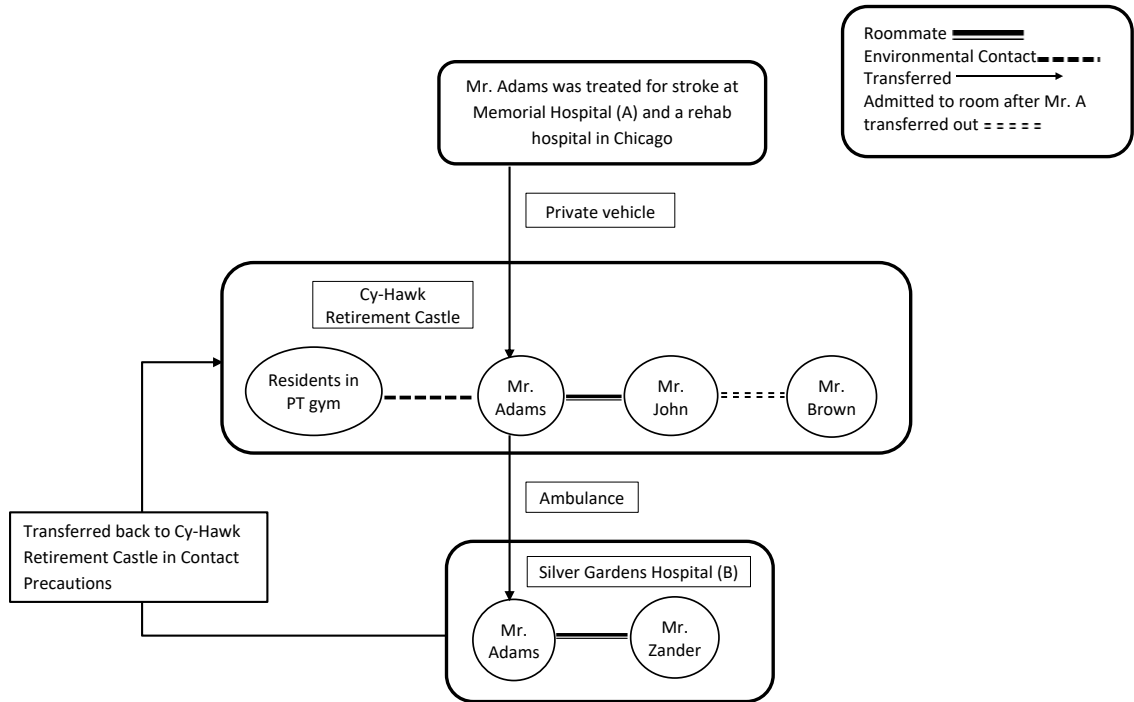 Roommate
Environmental Contact
Transferred
Admitted to room after Mr. A
transferred out
Mr. Adams was treated for stroke at
Memorial Hospital (A) and a rehab
hospital in Chicago
Private vehicle
Cy-Hawk
Retirement Castle
Residents in
PT gym
Mr.
Adams
Mr.
John
Mr.
Brown
Ambulance
Transferred back to Cy-Hawk
Retirement Castle in Contact
Precautions
Silver Gardens Hospital (B)
Mr.
Adams
Mr.
Zander